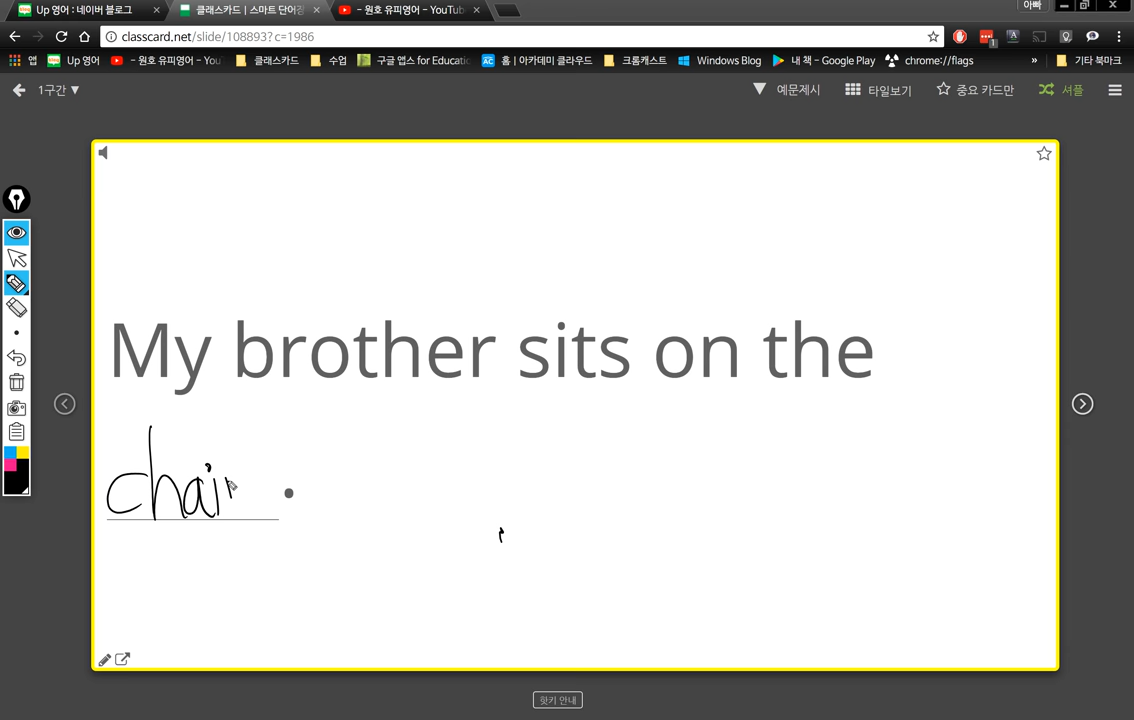 Up 영어 : 네이버 블로그
클래스카드 | 스마트 단어장
- 원호 유피영어 - YouTub
아빠
classcard.net/slide/108893?c=1986
앱 Up 영어 - 원호 유피영어 - You 클래스카드 수업 구글 앱스 for Educatio 홈 | 아카데미 클라우드 크롬캐스트 Windows Blog 내 책 - Google Play chrome://flags » 기타 북마크
1구간 ▼ ▼ 예문제시 타일보기 중요 카드만 셔플
My brother sits on the
chair .
핫키 안내